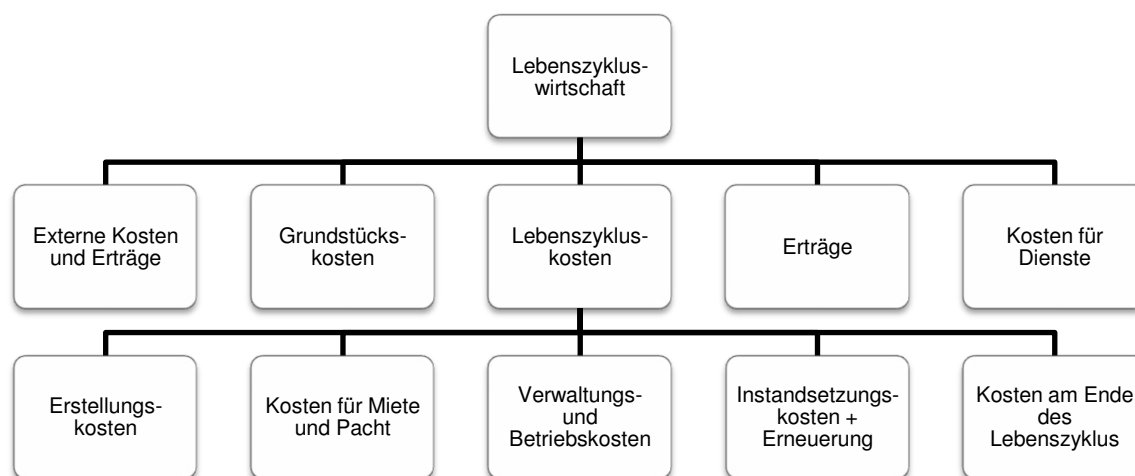 Lebenszyklus-
wirtschaft
Externe Kosten
und Erträge
Grundstücks-
kosten
Lebenszyklus-
kosten
Erträge
Kosten für
Dienste
Erstellungs-
kosten
Kosten für Miete
und Pacht
Verwaltungs-
und
Betriebskosten
Instandsetzungs-
kosten +
Erneuerung
Kosten am Ende
des
Lebenszyklus